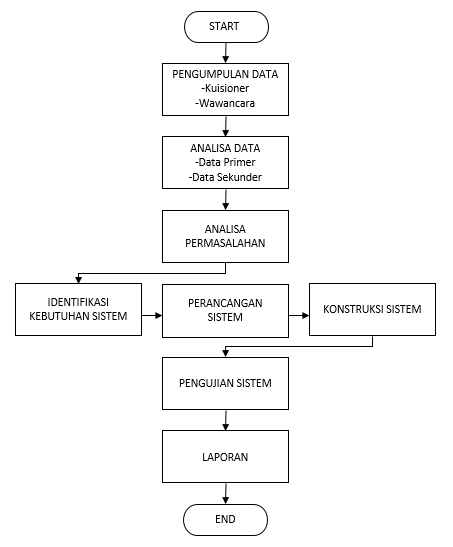 START
PENGUMPULAN DATA
-Kuisioner
-Wawancara
ANALISA DATA
-Data Primer
-Data Sekunder
ANALISA
PERMASALAHAN
IDENTIFIKASI
KEBUTUHAN SISTEM
PERANCANGAN
SISTEM
KONSTRUKSI SISTEM
PENGUJIAN SISTEM
LAPORAN
END